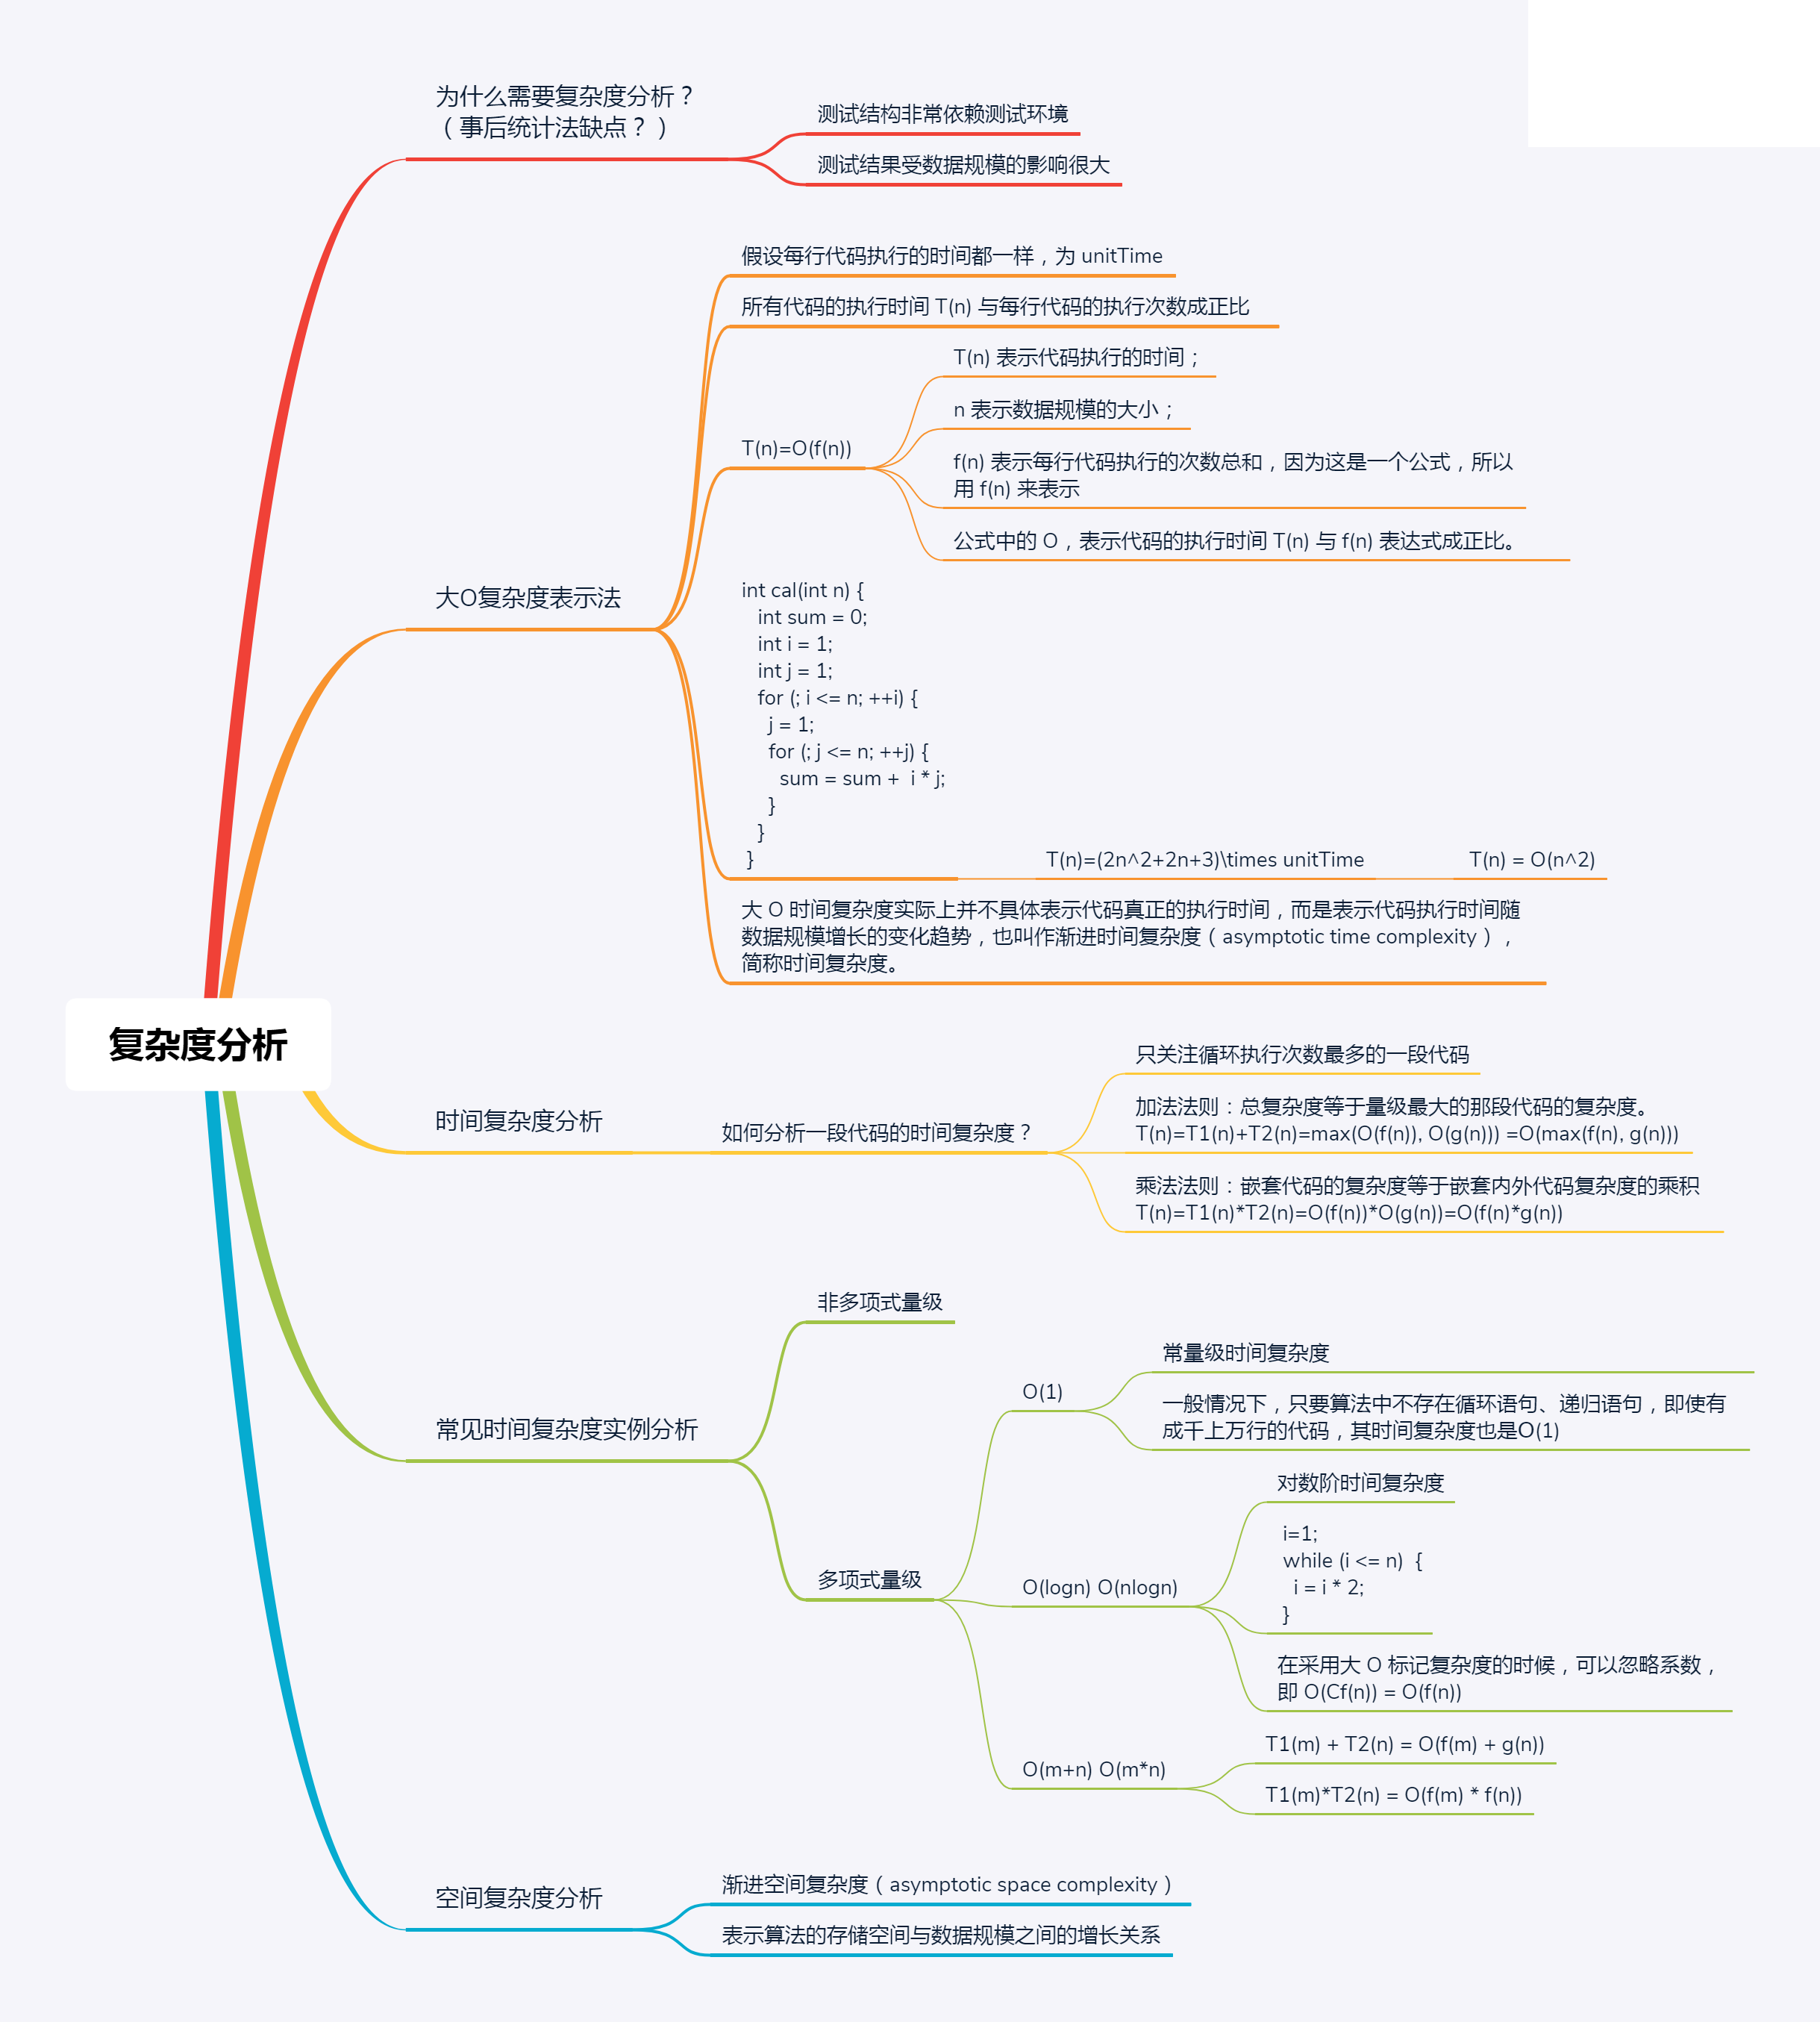 为什么需要复杂度分析？
（事后统计法缺点？）
测试结构非常依赖测试环境
测试结果受数据规模的影响很大
假设每行代码执行的时间都一样，为 unitTime
所有代码的执行时间 T(n) 与每行代码的执行次数成正比
T(n)=O(f(n))
T(n) 表示代码执行的时间；
n 表示数据规模的大小；
f(n) 表示每行代码执行的次数总和，因为这是一个公式，所以
用 f(n) 来表示
公式中的 O，表示代码的执行时间 T(n) 与 f(n) 表达式成正比。
大O复杂度表示法
int cal(int n) {
int sum = 0;
int i = 1;
int j = 1;
for (; i <= n; ++i) {
j = 1;
for (; j <= n; ++j) {
sum = sum +  i * j;
}
}
}
T(n)=(2n^2+2n+3)\times unitTime
T(n) = O(n^2)
大 O 时间复杂度实际上并不具体表示代码真正的执行时间，而是表示代码执行时间随
数据规模增长的变化趋势，也叫作渐进时间复杂度（asymptotic time complexity），
简称时间复杂度。
复杂度分析
时间复杂度分析
如何分析一段代码的时间复杂度？
只关注循环执行次数最多的一段代码
加法法则：总复杂度等于量级最大的那段代码的复杂度。
T(n)=T1(n)+T2(n)=max(O(f(n)), O(g(n))) =O(max(f(n), g(n)))
乘法法则：嵌套代码的复杂度等于嵌套内外代码复杂度的乘积
T(n)=T1(n)*T2(n)=O(f(n))*O(g(n))=O(f(n)*g(n))
常见时间复杂度实例分析
非多项式量级
多项式量级
O(1)
常量级时间复杂度
一般情况下，只要算法中不存在循环语句、递归语句，即使有
成千上万行的代码，其时间复杂度也是Ο(1)
O(logn) O(nlogn)
对数阶时间复杂度
i=1;
while (i <= n)  {
i = i * 2;
}
在采用大 O 标记复杂度的时候，可以忽略系数，
即 O(Cf(n)) = O(f(n))
O(m+n) O(m*n)
T1(m) + T2(n) = O(f(m) + g(n))
T1(m)*T2(n) = O(f(m) * f(n))
空间复杂度分析
渐进空间复杂度（asymptotic space complexity）
表示算法的存储空间与数据规模之间的增长关系